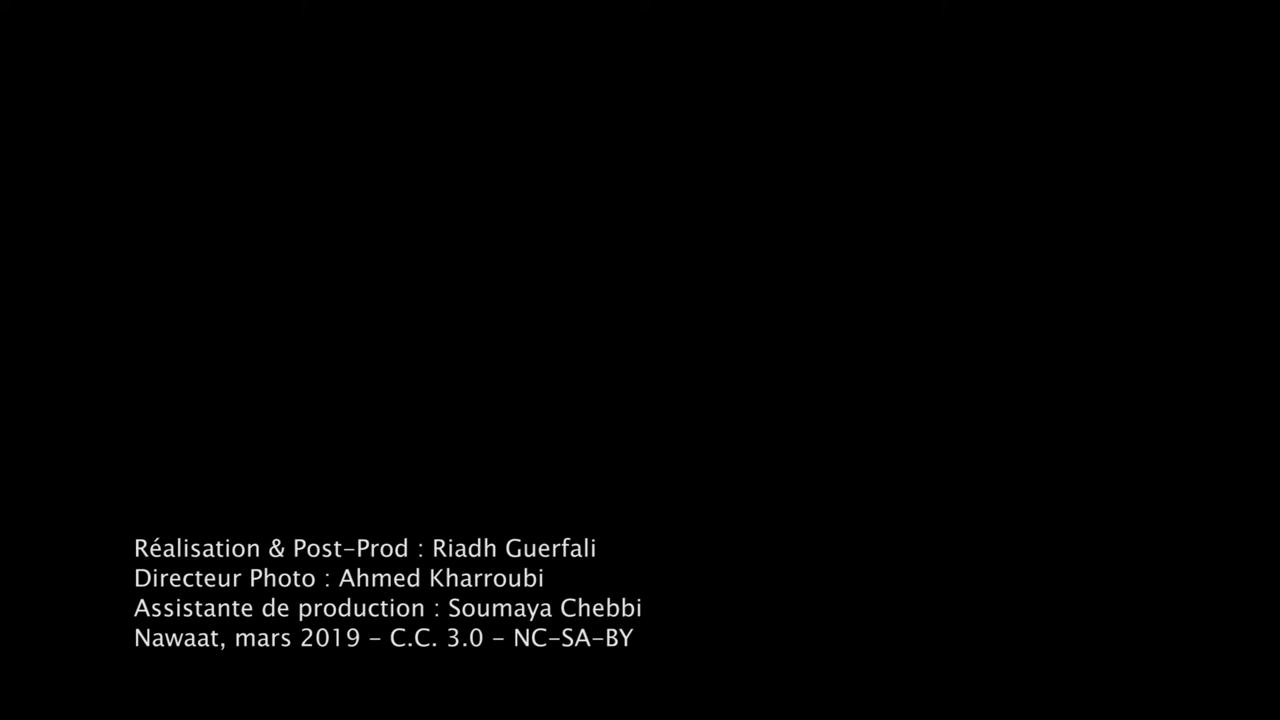 Réalisation & Post-Prod : Riadh Guerfali
Directeur Photo : Ahmed Kharroubi
Assistante de production : Soumaya Chebbi
Nawaat, mars 2019 - C.C. 3.0 - NC-SA-BY